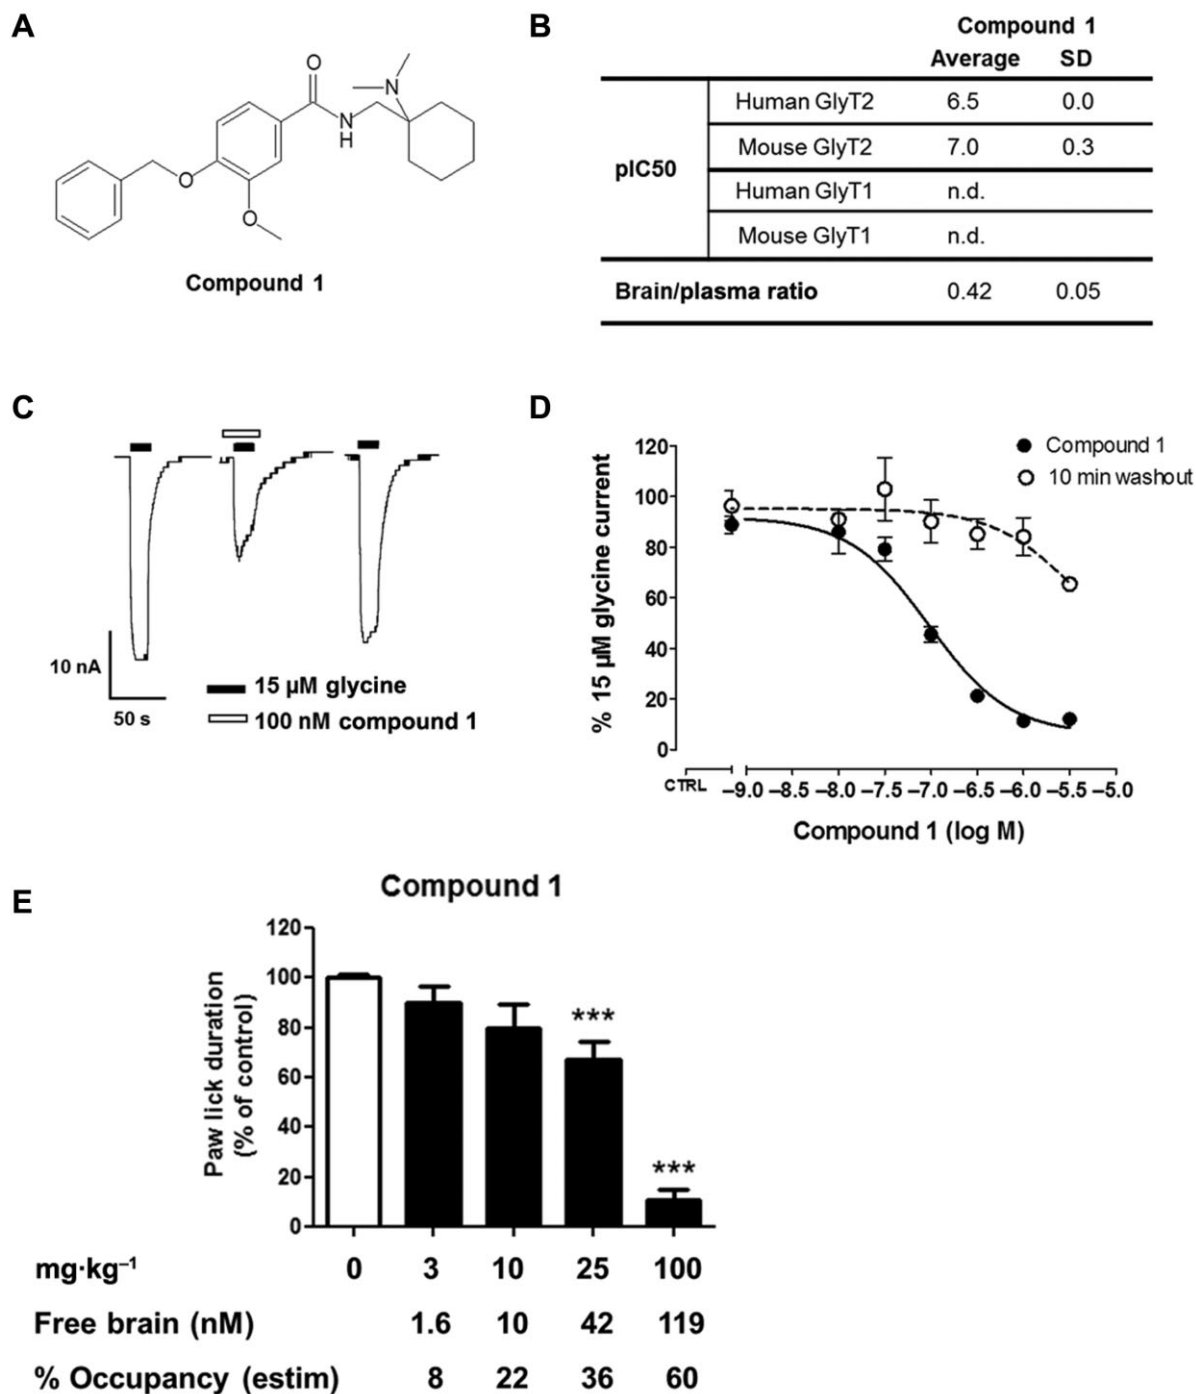 A
O
N
N
H
O
O
Compound 1
B
Compound 1
Average SD
pIC50
Human GlyT2 6.5 0.0
Mouse GlyT2 7.0 0.3
Human GlyT1 n.d.
Mouse GlyT1 n.d.
Brain/plasma ratio 0.42 0.05
C
10 nA
50 s
15 µM glycine
100 nM compound 1
D
Compound 1
10 min washout
% 15 µM glycine current
120
100
80
60
40
20
0
CTRL –9.0 –8.5 –8.0 –7.5 –7.0 –6.5 –6.0 –5.5 –5.0
Compound 1 (log M)
E
Compound 1
Paw lick duration
(% of control)
120
100
80
60
40
20
0
***
***
mg·kg⁻¹ 0 3 10 25 100
Free brain (nM) 1.6 10 42 119
% Occupancy (estim) 8 22 36 60